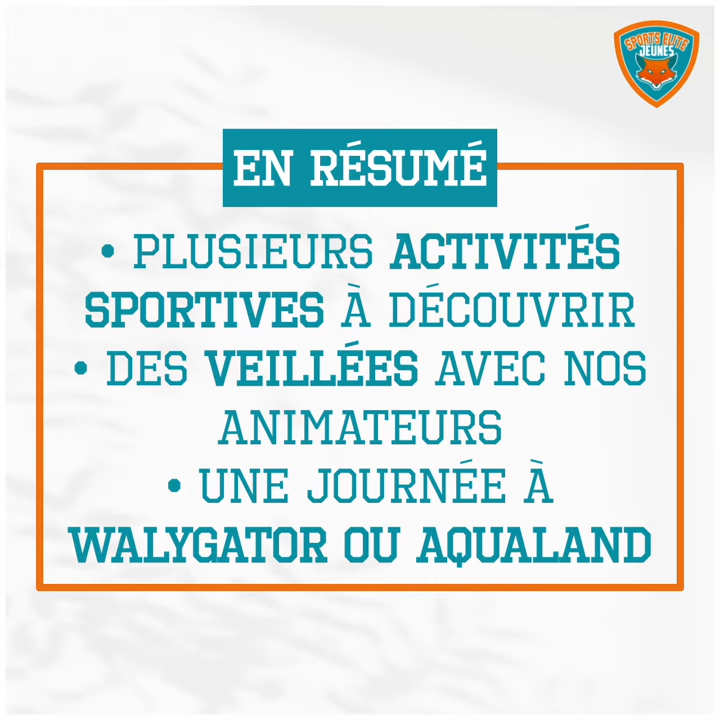 SPORTS ELITE
JEUNES
EN RÉSUMÉ
• PLUSIEURS ACTIVITÉS
SPORTIVES À DÉCOUVRIR
• DES VEILLÉES AVEC NOS
ANIMATEURS
• UNE JOURNÉE À
WALYGATOR OU AQUALAND